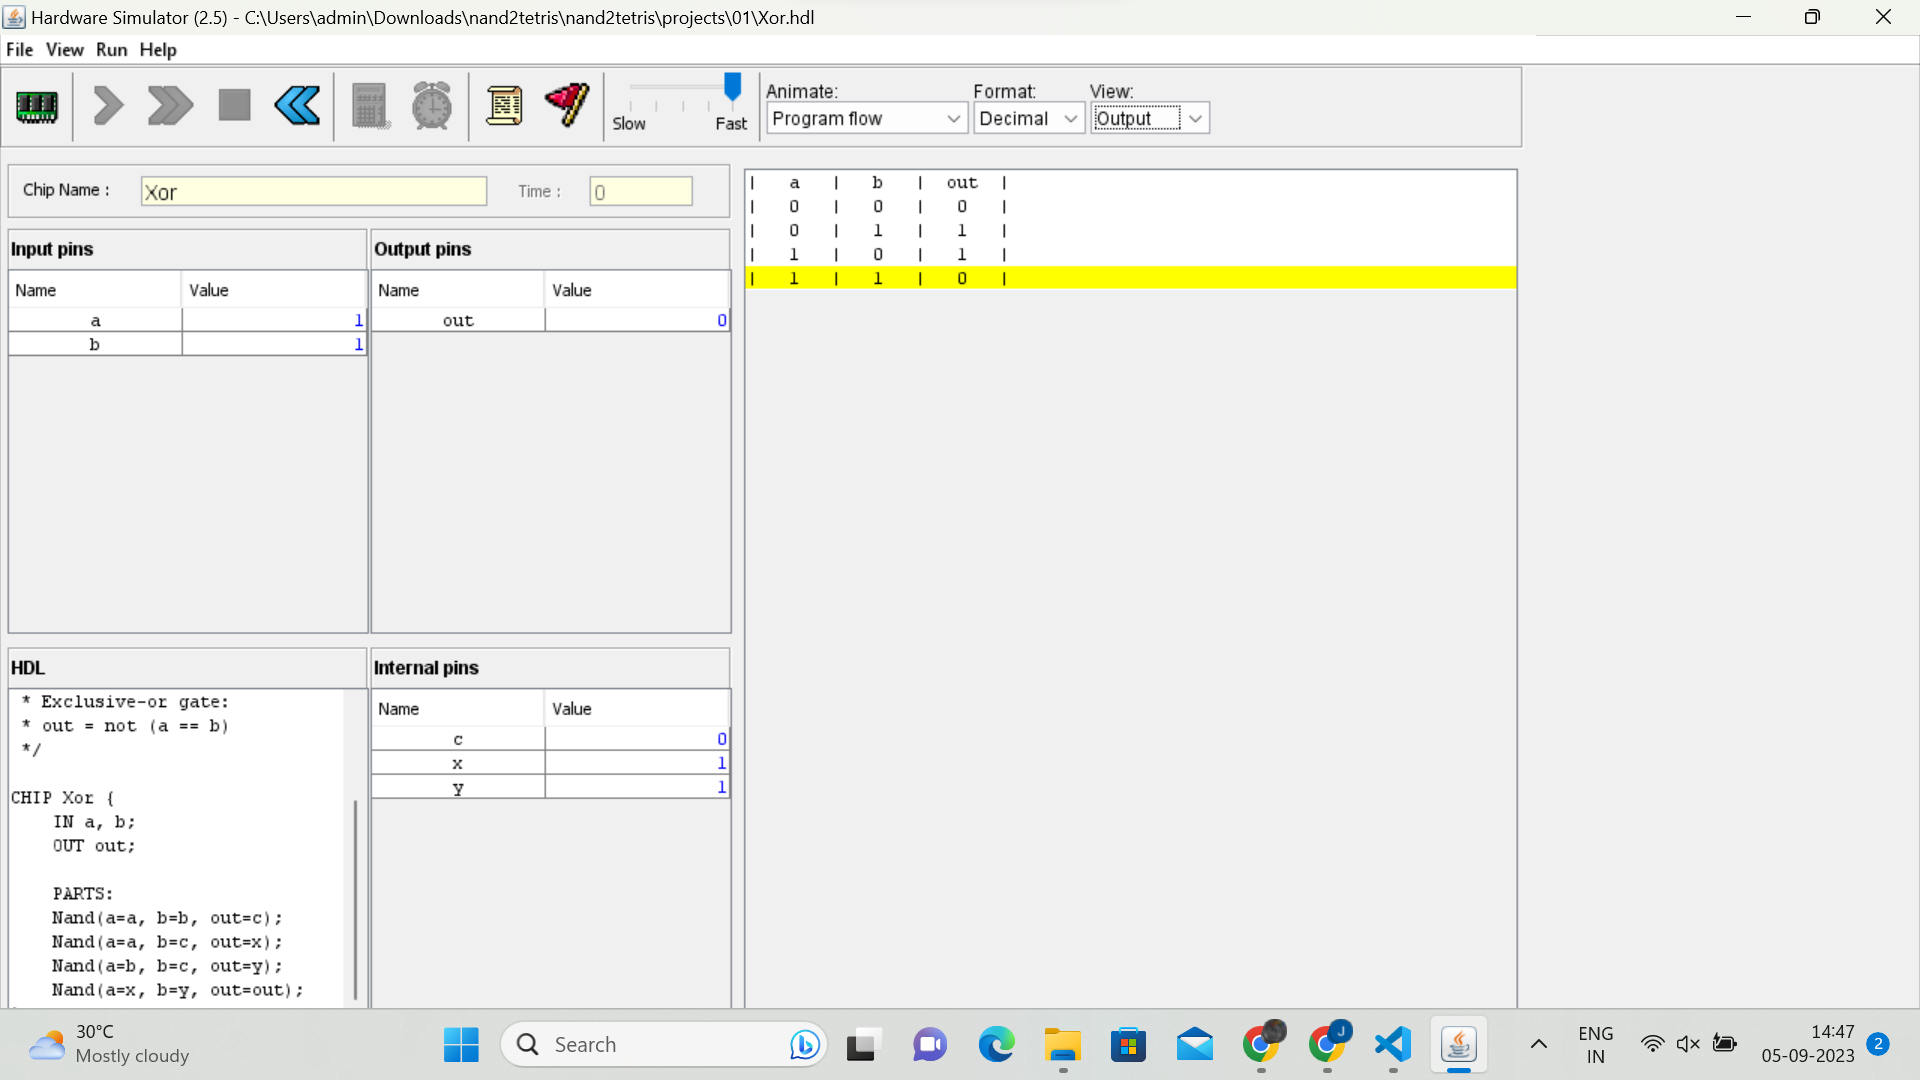 Hardware Simulator (2.5) - C:\Users\admin\Downloads\nand2tetris\nand2tetris\projects\01\Xor.hdl
File View Run Help
Slow Fast
Animate: Format: View:
Program flow Decimal Output
Chip Name : Xor Time : 0
| a | b | out |
| 0 | 0 | 0 |
| 0 | 1 | 1 |
| 1 | 0 | 1 |
| 1 | 1 | 0 |
Input pins
Name Value
a 1
b 1
Output pins
Name Value
out 0
HDL
* Exclusive-or gate:
* out = not (a == b)
*/
CHIP Xor {
IN a, b;
OUT out;
PARTS:
Nand(a=a, b=b, out=c);
Nand(a=a, b=c, out=x);
Nand(a=b, b=c, out=y);
Nand(a=x, b=y, out=out);
Internal pins
Name Value
c 0
x 1
y 1
30°C
Mostly cloudy
Search
J
ENG
IN
14:47
05-09-2023
2